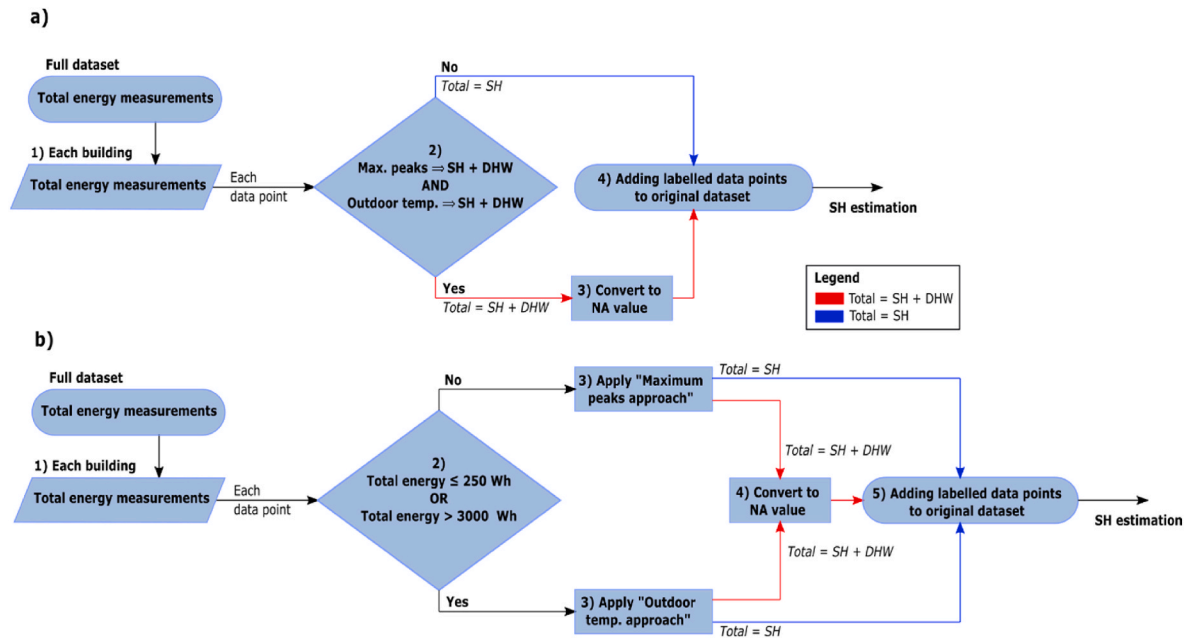 a)
Full dataset
Total energy measurements
1) Each building
Total energy measurements
Each
data point
2)
Max. peaks ⇒ SH + DHW
AND
Outdoor temp. ⇒ SH + DHW
No
Total = SH
Yes
Total = SH + DHW
3) Convert to
NA value
4) Adding labelled data points
to original dataset
SH estimation
Legend
Total = SH + DHW
Total = SH
b)
Full dataset
Total energy measurements
1) Each building
Total energy measurements
Each
data point
2)
Total energy ≤ 250 Wh
OR
Total energy > 3000 Wh
No
3) Apply "Maximum
peaks approach"
Total = SH
Total = SH + DHW
4) Convert to
NA value
5) Adding labelled data points
to original dataset
SH estimation
Total = SH + DHW
Yes
3) Apply "Outdoor
temp. approach"
Total = SH